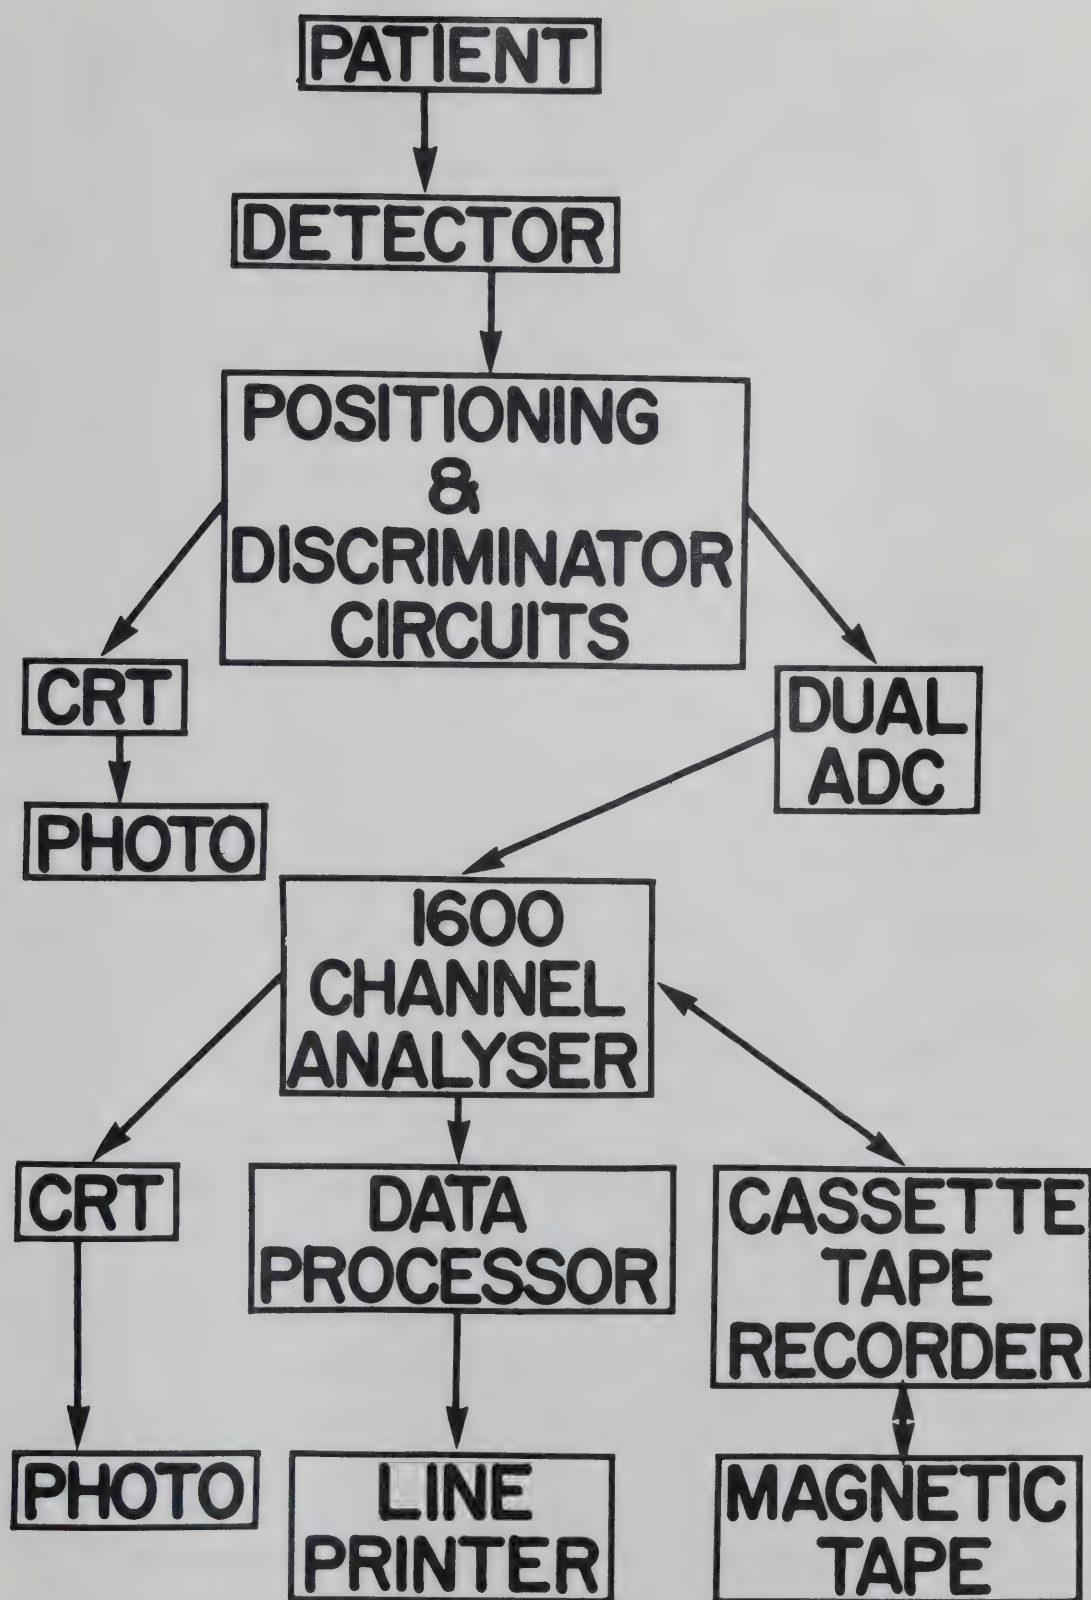 PATIENT
DETECTOR
POSITIONING
&
DISCRIMINATOR
CIRCUITS
CRT
DUAL
ADC
PHOTO
1600
CHANNEL
ANALYSER
CRT
DATA
PROCESSOR
CASSETTE
TAPE
RECORDER
PHOTO
LINE
PRINTER
MAGNETIC
TAPE